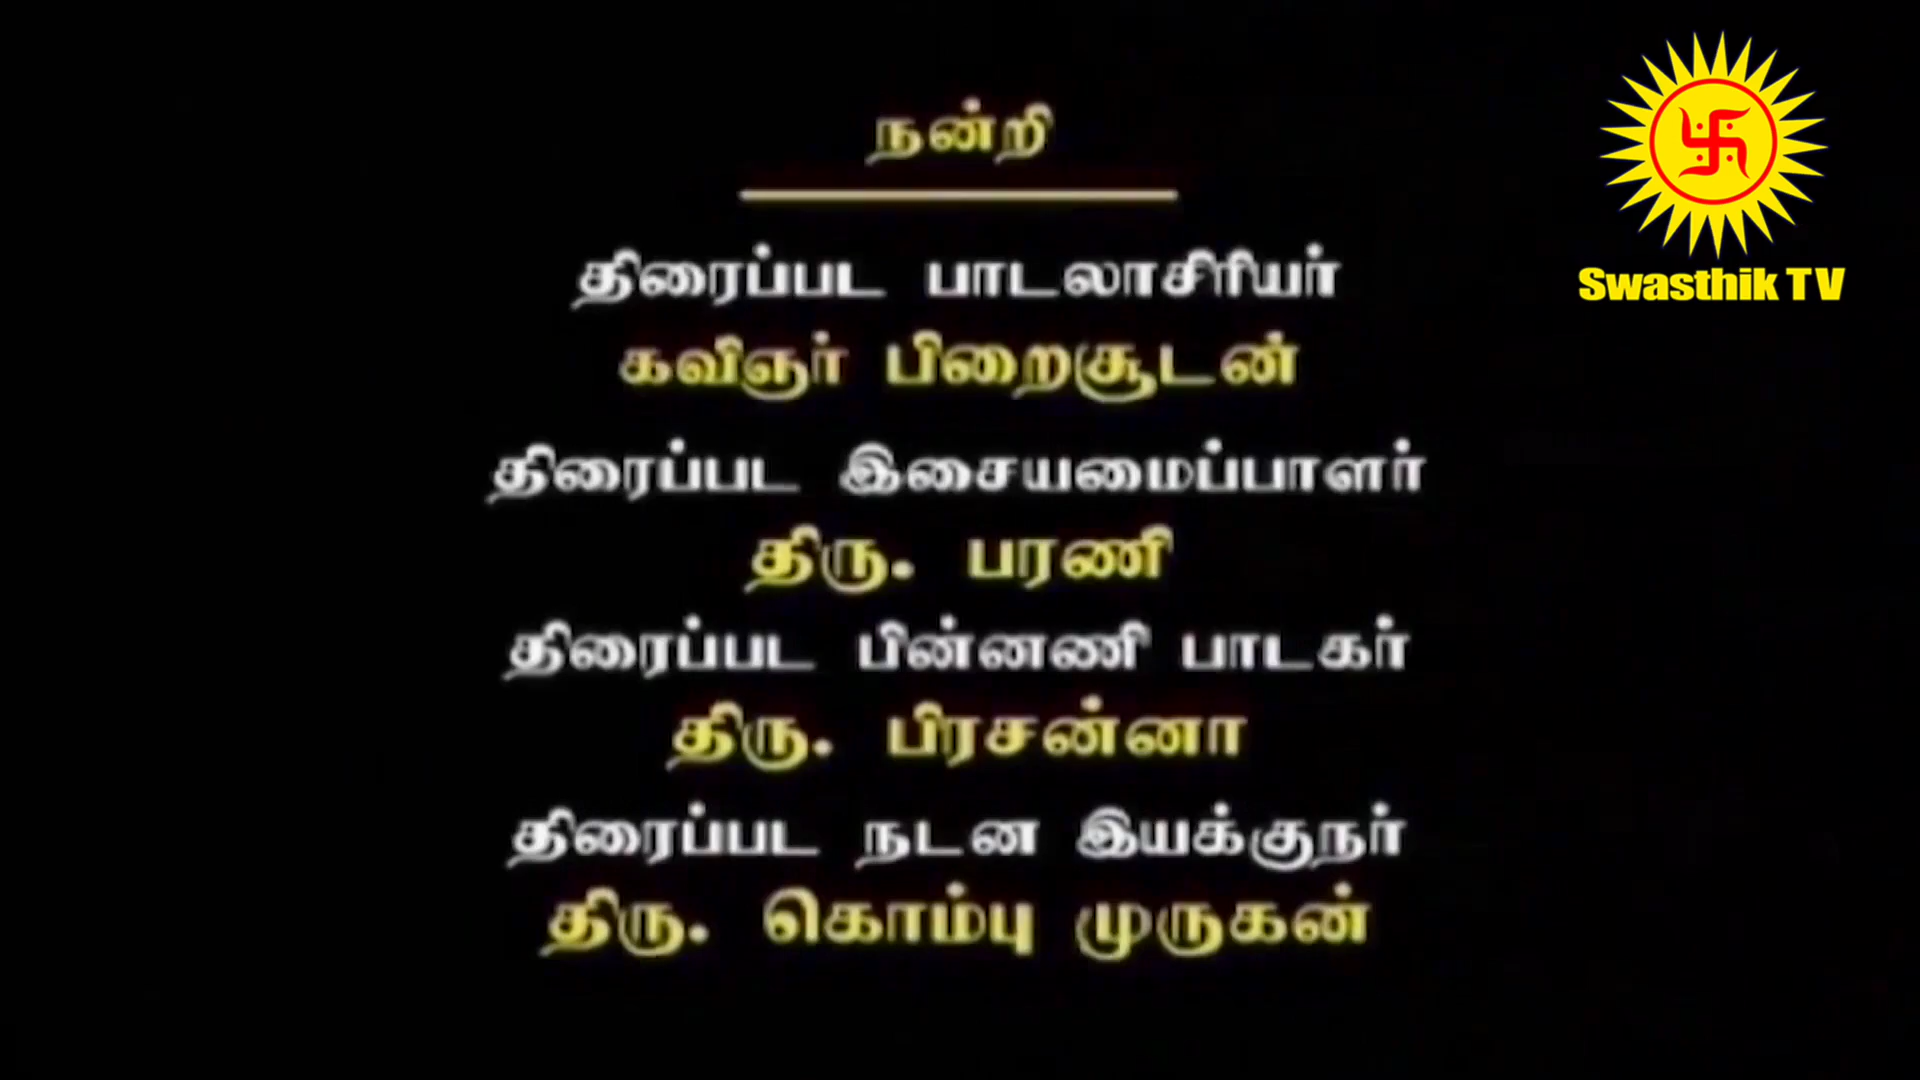 நன்றி
திரைப்பட பாடலாசிரியர்
கவிஞர் பிறைசூடன்
திரைப்பட இசையமைப்பாளர்
திரு. பரணி
திரைப்பட பின்னணி பாடகர்
திரு. பிரசன்னா
திரைப்பட நடன இயக்குநர்
திரு. கொம்பு முருகன்
Swasthik TV